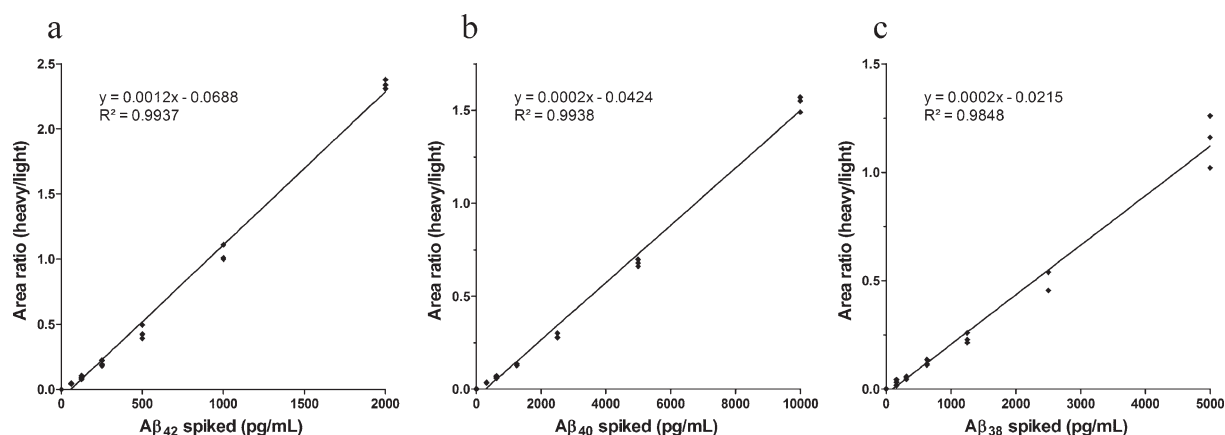 a
b
c
y = 0.0012x - 0.0688
R² = 0.9937
2.5
2.0
1.5
1.0
0.5
0.0
Area ratio (heavy/light)
0 500 1000 1500 2000
Aβ₄₂ spiked (pg/mL)
y = 0.0002x - 0.0424
R² = 0.9938
1.5
1.0
0.5
0.0
Area ratio (heavy/light)
0 2000 4000 6000 8000 10000
Aβ₄₀ spiked (pg/mL)
y = 0.0002x - 0.0215
R² = 0.9848
1.5
1.0
0.5
0.0
Area ratio (heavy/light)
0 1000 2000 3000 4000 5000
Aβ₃₈ spiked (pg/mL)